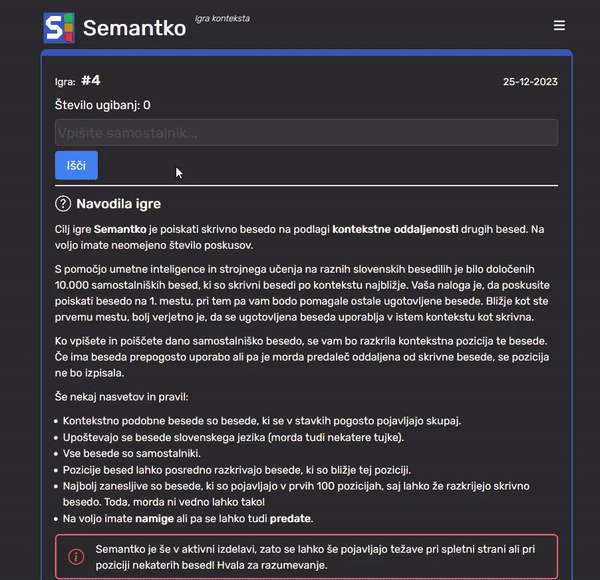 S
Semantko
Igra konteksta
Igra: #4
25-12-2023
Število ugibanj: 0
Vpišite samostalnik...
Išči
? Navodila igre
Cilj igre Semantko je poiskati skrivno besedo na podlagi kontekstne oddaljenosti drugih besed. Na
voljo imate neomejeno število poskusov.
S pomočjo umetne inteligence in strojnega učenja na raznih slovenskih besedilih je bilo določenih
10.000 samostalniških besed, ki so skrivni besedi po kontekstu najbližje. Vaša naloga je, da poskusite
poiskati besedo na 1. mestu, pri tem pa vam bodo pomagale ostale ugotovljene besede. Bližje kot ste
prvemu mestu, bolj verjetno je, da se ugotovljena beseda uporablja v istem kontekstu kot skrivna.
Ko vpišete in poiščete dano samostalniško besedo, se vam bo razkrila kontekstna pozicija te besede.
Če ima beseda prepogosto uporabo ali pa je morda predaleč oddaljena od skrivne besede, se pozicija
ne bo izpisala.
Še nekaj nasvetov in pravil:
• Kontekstno podobne besede so besede, ki se v stavkih pogosto pojavljajo skupaj.
• Upoštevajo se besede slovenskega jezika (morda tudi nekatere tujke).
• Vse besede so samostalniki.
• Pozicije besed lahko posredno razkrivajo besede, ki so bližje tej poziciji.
• Najbolj zanesljive so besede, ki so pojavljajo v prvih 100 pozicijah, saj lahko že razkrijejo skrivno
besedo. Toda, morda ni vedno lahko tako!
• Na voljo imate namige ali pa se lahko tudi predate.
Semantko je še v aktivni izdelavi, zato se lahko še pojavljajo težave pri spletni strani ali pri
poziciji nekaterih besed! Hvala za razumevanje.